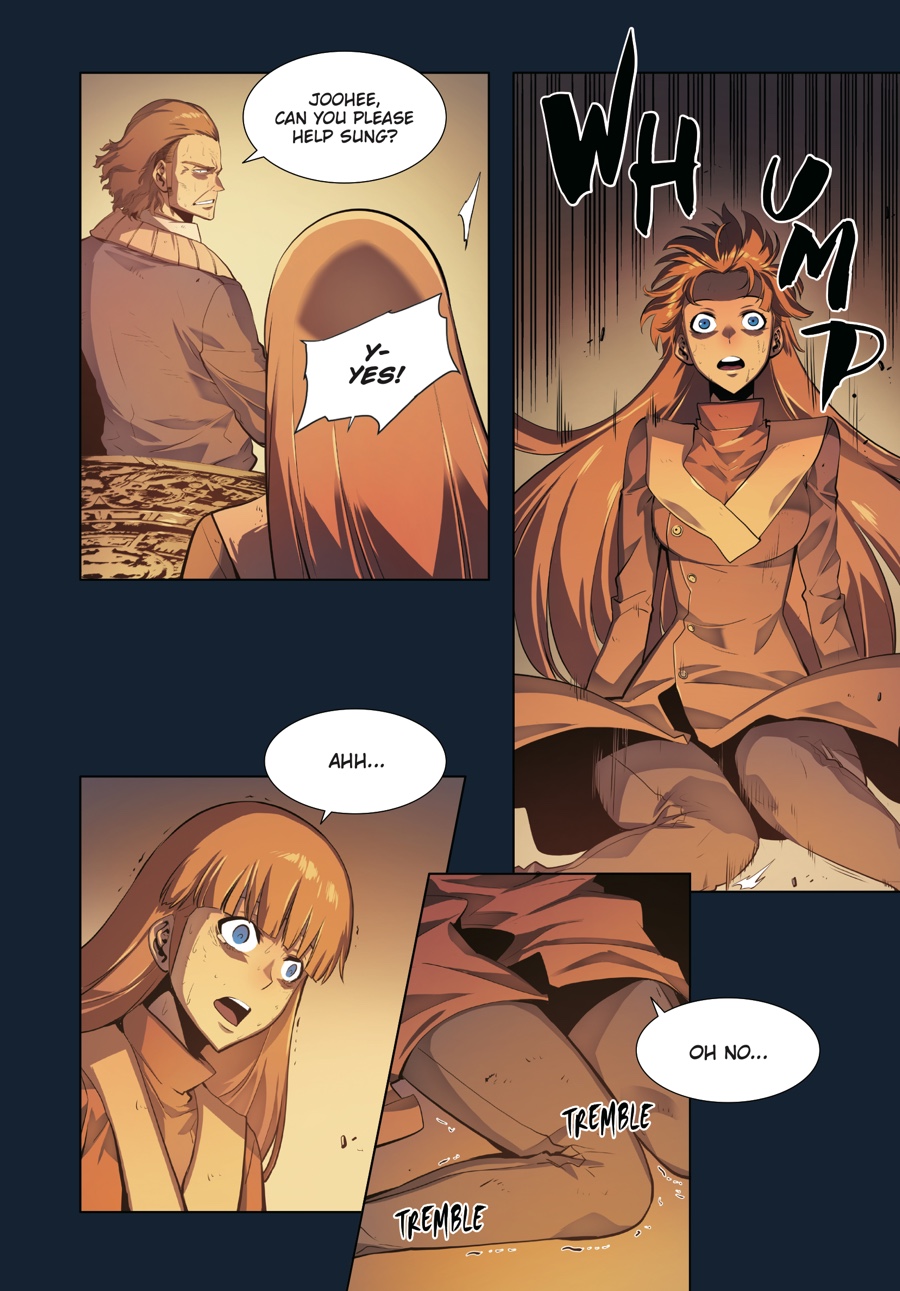 JOOHEE,
CAN YOU PLEASE
HELP SUNG?
Y-
YES!
WHUMP
AHH...
OH NO...
TREMBLE
TREMBLE